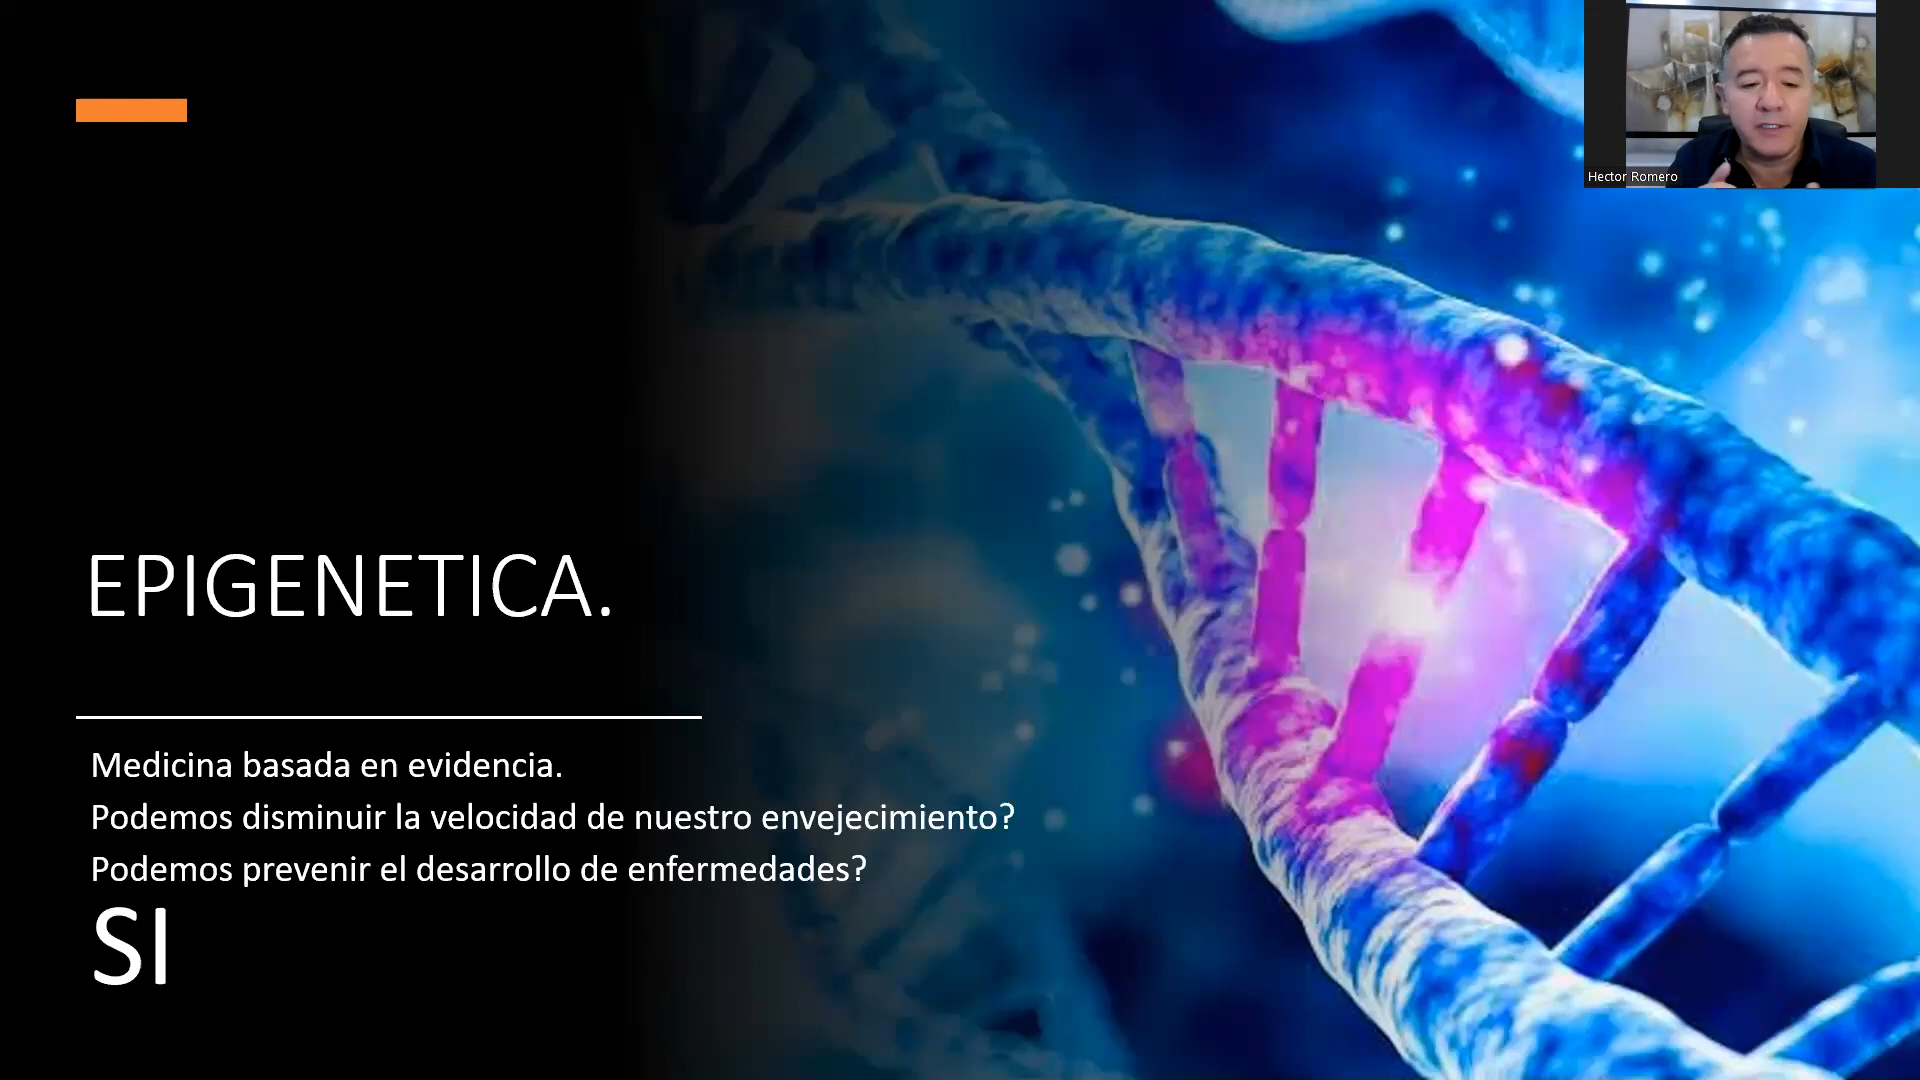 Hector Romero
EPIGENETICA.
Medicina basada en evidencia.
Podemos disminuir la velocidad de nuestro envejecimiento?
Podemos prevenir el desarrollo de enfermedades?
SI